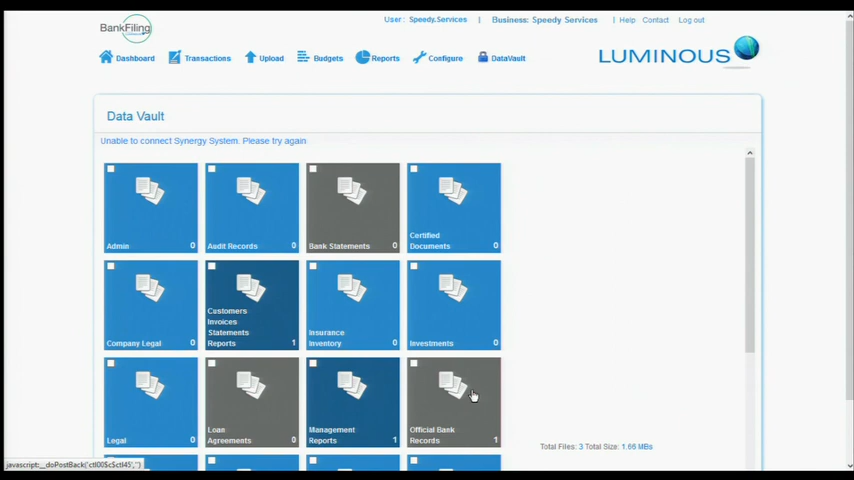 BankFiling
User : Speedy.Services | Business: Speedy Services | Help Contact Log out
Dashboard Transactions Upload Budgets Reports Configure DataVault
LUMINOUS
Data Vault
Unable to connect Synergy System. Please try again
Admin 0
Audit Records 0
Bank Statements 0
Certified
Documents 0
Company Legal 0
Customers
Invoices
Statements
Reports 1
Insurance
Inventory 0
Investments 0
Legal 0
Loan
Agreements 0
Management
Reports 1
Official Bank
Records 1
Total Files: 3 Total Size: 1.66 MBs
javascript:__doPostBack('ctl00$c$ctl45','')